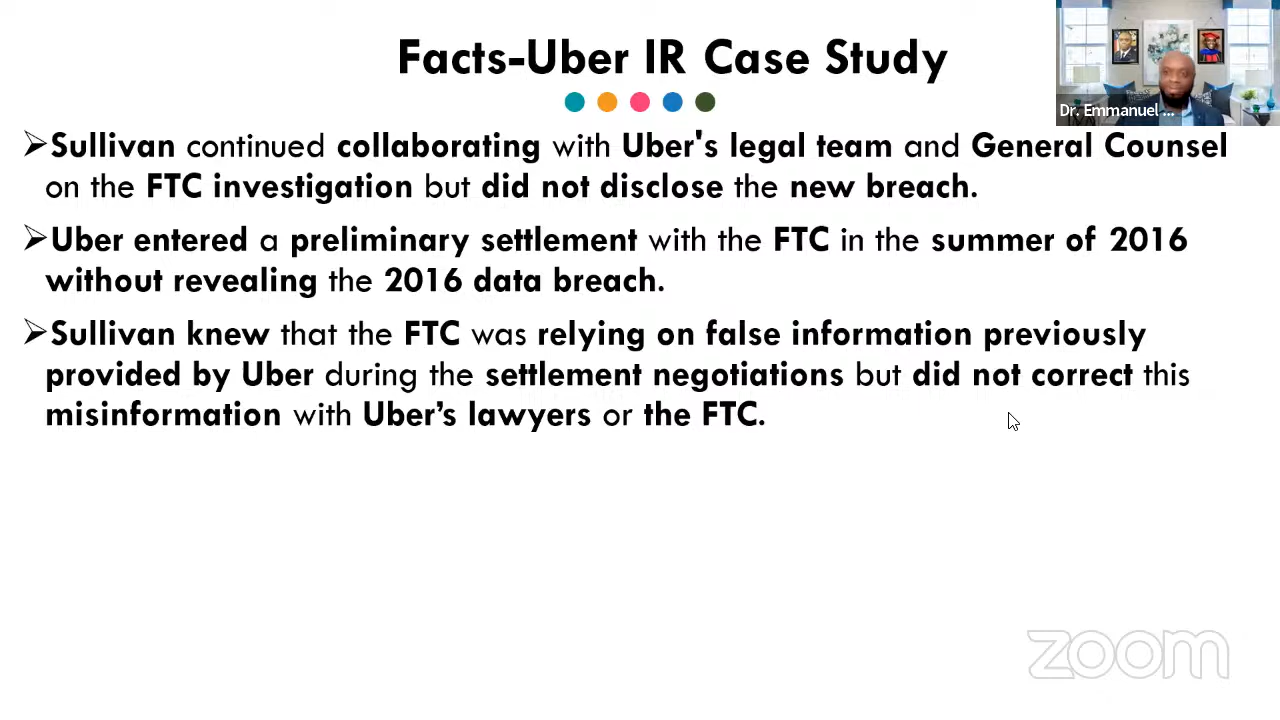 Facts-Uber IR Case Study
Dr. Emmanuel ...
➢Sullivan continued collaborating with Uber's legal team and General Counsel
on the FTC investigation but did not disclose the new breach.
➢Uber entered a preliminary settlement with the FTC in the summer of 2016
without revealing the 2016 data breach.
➢Sullivan knew that the FTC was relying on false information previously
provided by Uber during the settlement negotiations but did not correct this
misinformation with Uber’s lawyers or the FTC.
zoom